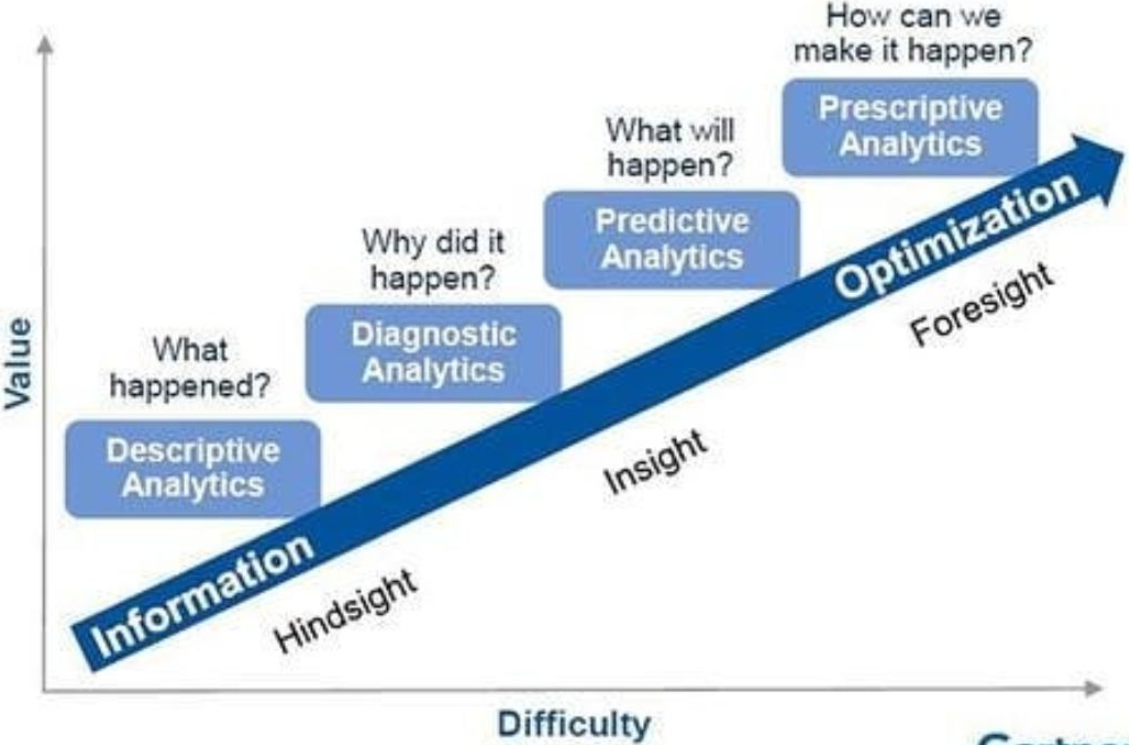 How can we
make it happen?
Prescriptive
Analytics
What will
happen?
Predictive
Analytics
Why did it
happen?
Diagnostic
Analytics
What
happened?
Descriptive
Analytics
Value
Information
Optimization
Hindsight
Insight
Foresight
Difficulty